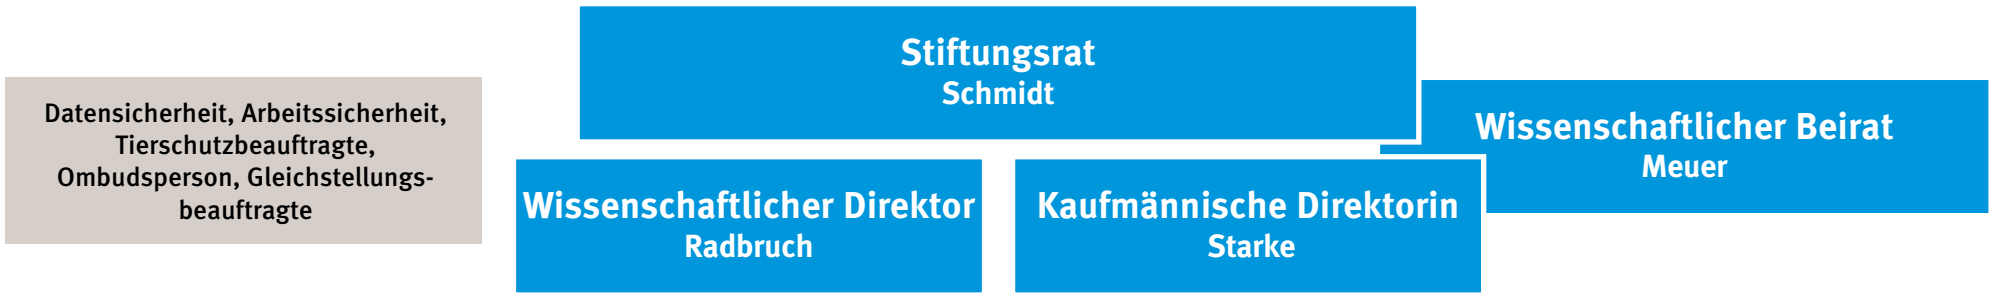 Stiftungsrat
Schmidt
Datensicherheit, Arbeitssicherheit,
Tierschutzbeauftragte,
Ombudsperson, Gleichstellungs-
beauftragte
Wissenschaftlicher Beirat
Meuer
Wissenschaftlicher Direktor
Radbruch
Kaufmännische Direktorin
Starke